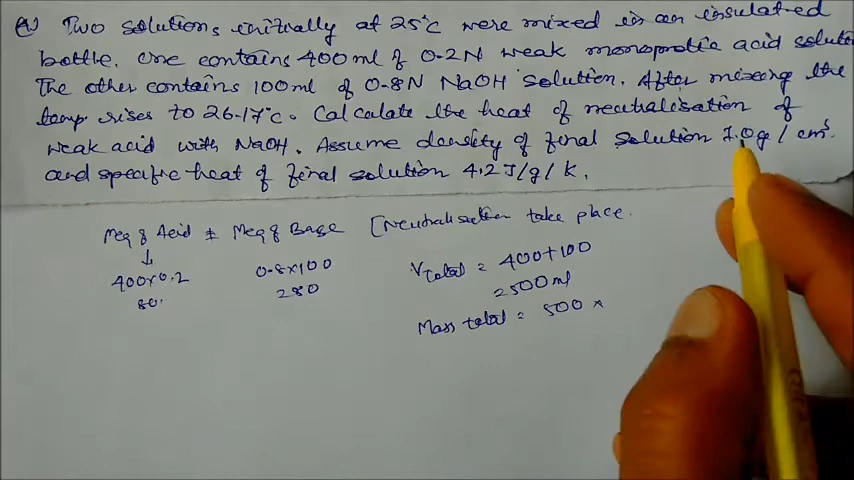 Two solutions initially at 25°C were mixed in an insulated
bottle. One contains 400 ml of 0.2N weak monoprotic acid solutio
The other contains 100 ml of 0.8N NaOH solution. After mixing the
temp rises to 26.17°C. Calculate the heat of neutralisation of
weak acid with NaOH. Assume density of final solution 1.0g/cm³
and specific heat of final solution 4.2 J/g/K.
Meq of Acid = Meq of Base [Neutralisation take place.
↓
400×0.2 0.8×100
80. = 80
V total = 400+100
= 500 ml
Mass total = 500 ×